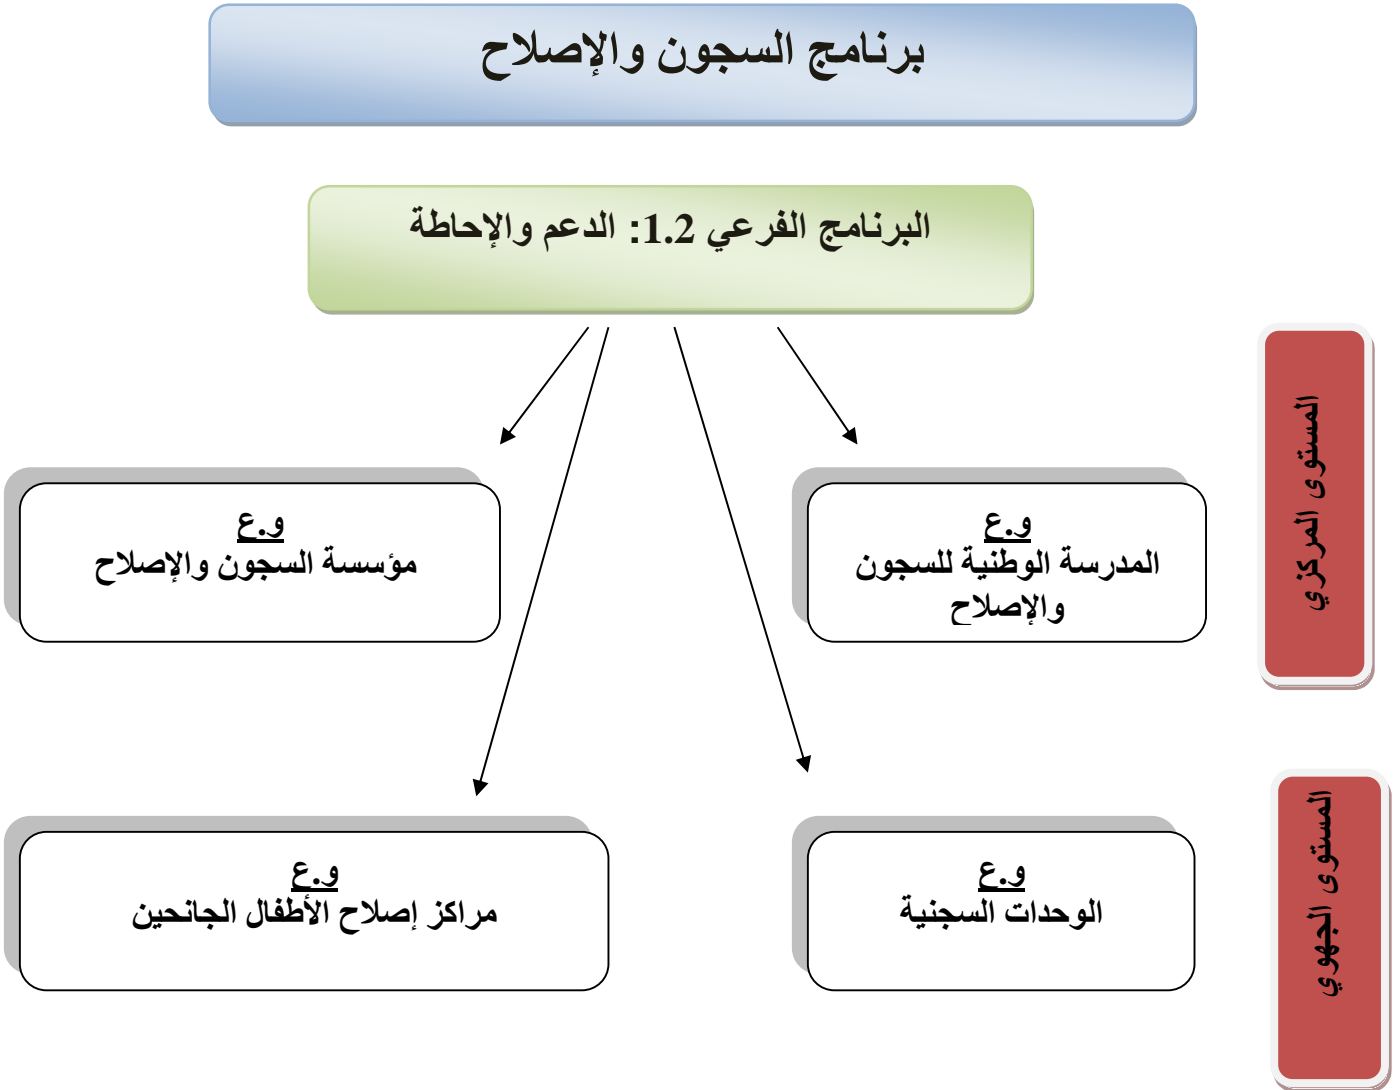 برنامج السجون والإصلاح
البرنامج الفرعي 1.2: الدعم والإحاطة
المستوى المركزي
و.ع
المدرسة الوطنية للسجون
والإصلاح
و.ع
مؤسسة السجون والإصلاح
المستوى الجهوي
و.ع
الوحدات السجنية
و.ع
مراكز إصلاح الأطفال الجانحين